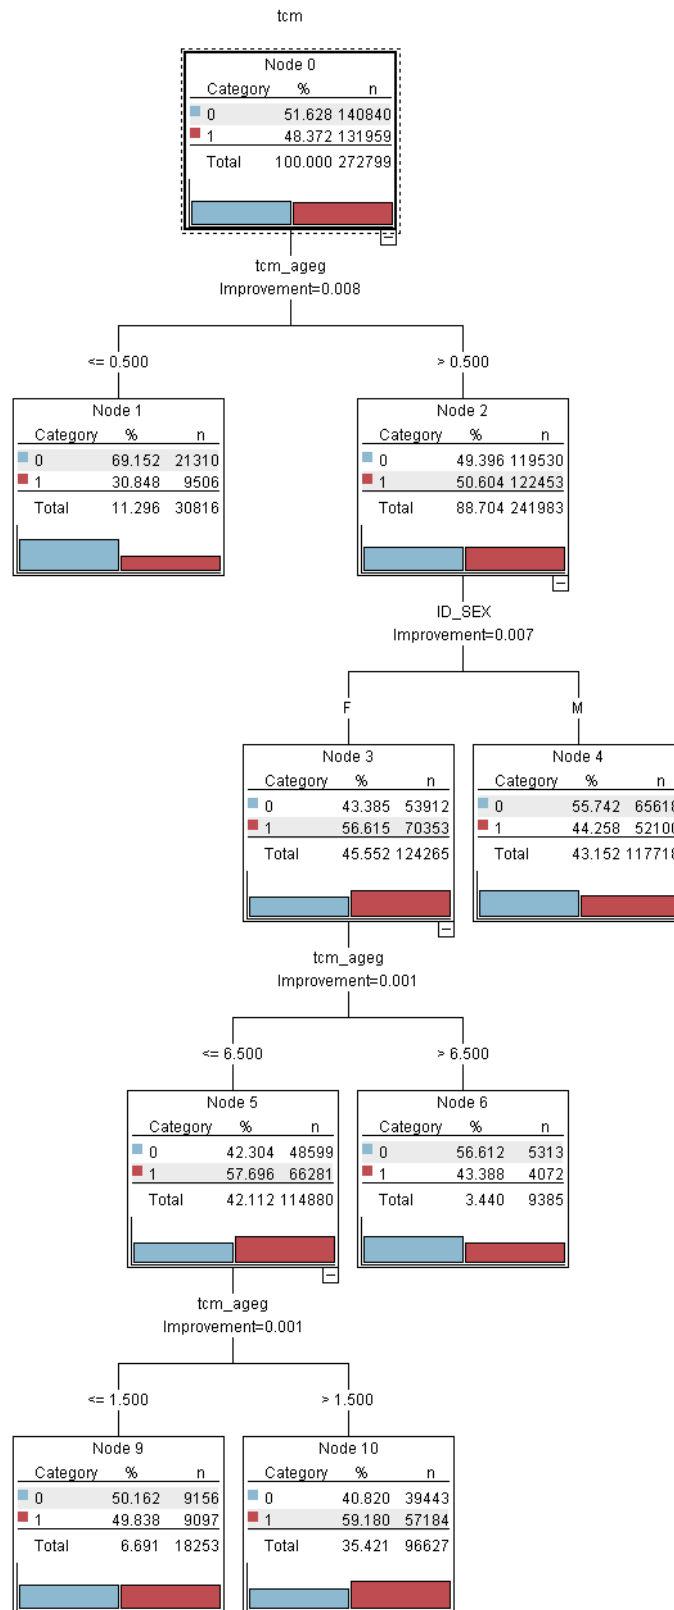 tcm
Node 0
Category % n
0 51.628 140840
1 48.372 131959
Total 100.000 272799
tcm_ageg
Improvement=0.008
<= 0.500 > 0.500
Node 1
Category % n
0 69.152 21310
1 30.848 9506
Total 11.296 30816
Node 2
Category % n
0 49.396 119530
1 50.604 122453
Total 88.704 241983
ID_SEX
Improvement=0.007
F M
Node 3
Category % n
0 43.385 53912
1 56.615 70353
Total 45.552 124265
Node 4
Category % n
0 55.742 65618
1 44.258 52100
Total 43.152 117718
tcm_ageg
Improvement=0.001
<= 6.500 > 6.500
Node 5
Category % n
0 42.304 48599
1 57.696 66281
Total 42.112 114880
Node 6
Category % n
0 56.612 5313
1 43.388 4072
Total 3.440 9385
tcm_ageg
Improvement=0.001
<= 1.500 > 1.500
Node 9
Category % n
0 50.162 9156
1 49.838 9097
Total 6.691 18253
Node 10
Category % n
0 40.820 39443
1 59.180 57184
Total 35.421 96627